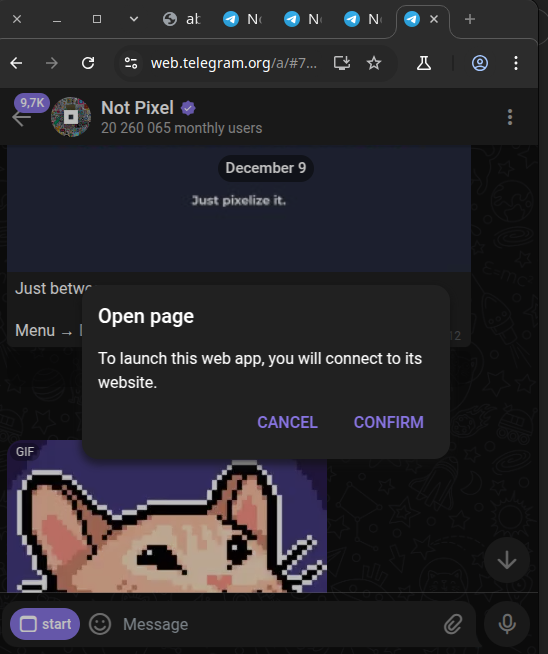 ab
N
N
N
web.telegram.org/a/#7...
9,7K
Not Pixel
20 260 065 monthly users
December 9
Just pixelize it.
Just betw
Menu →
12
Open page
To launch this web app, you will connect to its
website.
CANCEL
CONFIRM
GIF
start
Message